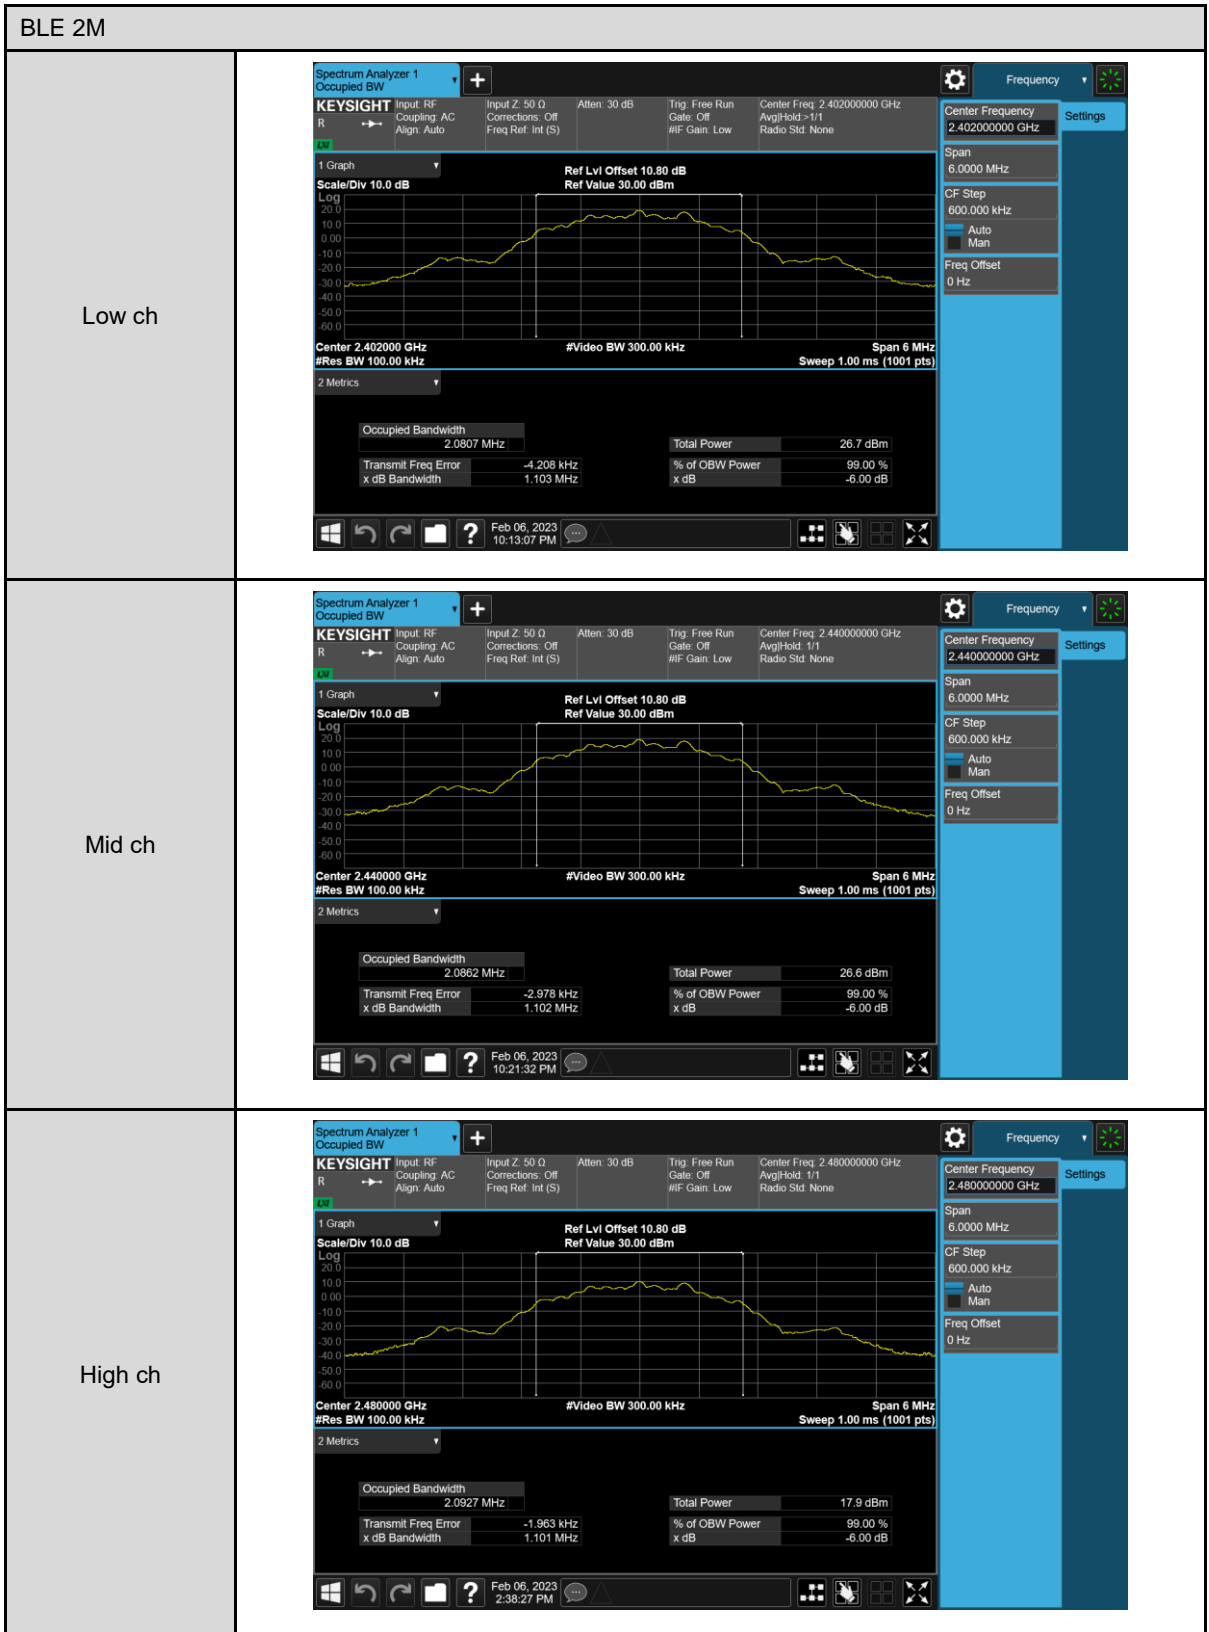 BLE 2M
Low ch
Spectrum Analyzer 1
Occupied BW
Frequency
KEYSIGHT
R
Input: RF
Coupling: AC
Align: Auto
Input Z: 50 Ω
Corrections: Off
Freq Ref: Int (S)
Atten: 30 dB
Trig: Free Run
Gate: Off
#IF Gain: Low
Center Freq: 2.402000000 GHz
Avg|Hold:>1/1
Radio Std: None
LXI
Center Frequency
2.402000000 GHz
Settings
Span
6.0000 MHz
CF Step
600.000 kHz
Auto
Man
Freq Offset
0 Hz
1 Graph
Scale/Div 10.0 dB
Ref Lvl Offset 10.80 dB
Ref Value 30.00 dBm
Log
20.0
10.0
0.00
-10.0
-20.0
-30.0
-40.0
-50.0
-60.0
Center 2.402000 GHz
#Video BW 300.00 kHz
Span 6 MHz
#Res BW 100.00 kHz
Sweep 1.00 ms (1001 pts)
2 Metrics
Occupied Bandwidth
2.0807 MHz
Total Power 26.7 dBm
Transmit Freq Error -4.208 kHz
% of OBW Power 99.00 %
x dB Bandwidth 1.103 MHz
x dB -6.00 dB
?
Feb 06, 2023
10:13:07 PM
Mid ch
Spectrum Analyzer 1
Occupied BW
Frequency
KEYSIGHT
R
Input: RF
Coupling: AC
Align: Auto
Input Z: 50 Ω
Corrections: Off
Freq Ref: Int (S)
Atten: 30 dB
Trig: Free Run
Gate: Off
#IF Gain: Low
Center Freq: 2.440000000 GHz
Avg|Hold: 1/1
Radio Std: None
LXI
Center Frequency
2.440000000 GHz
Settings
Span
6.0000 MHz
CF Step
600.000 kHz
Auto
Man
Freq Offset
0 Hz
1 Graph
Scale/Div 10.0 dB
Ref Lvl Offset 10.80 dB
Ref Value 30.00 dBm
Log
20.0
10.0
0.00
-10.0
-20.0
-30.0
-40.0
-50.0
-60.0
Center 2.440000 GHz
#Video BW 300.00 kHz
Span 6 MHz
#Res BW 100.00 kHz
Sweep 1.00 ms (1001 pts)
2 Metrics
Occupied Bandwidth
2.0862 MHz
Total Power 26.6 dBm
Transmit Freq Error -2.978 kHz
% of OBW Power 99.00 %
x dB Bandwidth 1.102 MHz
x dB -6.00 dB
?
Feb 06, 2023
10:21:32 PM
High ch
Spectrum Analyzer 1
Occupied BW
Frequency
KEYSIGHT
R
Input: RF
Coupling: AC
Align: Auto
Input Z: 50 Ω
Corrections: Off
Freq Ref: Int (S)
Atten: 30 dB
Trig: Free Run
Gate: Off
#IF Gain: Low
Center Freq: 2.480000000 GHz
Avg|Hold: 1/1
Radio Std: None
LXI
Center Frequency
2.480000000 GHz
Settings
Span
6.0000 MHz
CF Step
600.000 kHz
Auto
Man
Freq Offset
0 Hz
1 Graph
Scale/Div 10.0 dB
Ref Lvl Offset 10.80 dB
Ref Value 30.00 dBm
Log
20.0
10.0
0.00
-10.0
-20.0
-30.0
-40.0
-50.0
-60.0
Center 2.480000 GHz
#Video BW 300.00 kHz
Span 6 MHz
#Res BW 100.00 kHz
Sweep 1.00 ms (1001 pts)
2 Metrics
Occupied Bandwidth
2.0927 MHz
Total Power 17.9 dBm
Transmit Freq Error -1.963 kHz
% of OBW Power 99.00 %
x dB Bandwidth 1.101 MHz
x dB -6.00 dB
?
Feb 06, 2023
2:38:27 PM